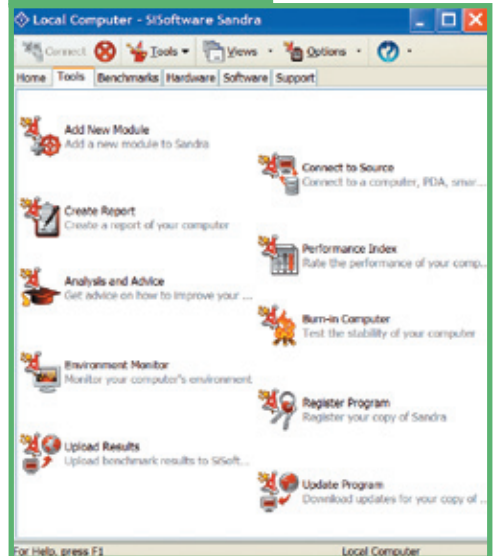 Local Computer - SiSoftware Sandra
Connect Tools Views Options
Home Tools Benchmarks Hardware Software Support
Add New Module
Add a new module to Sandra
Connect to Source
Connect to a computer, PDA, smar...
Create Report
Create a report of your computer
Performance Index
Rate the performance of your comp...
Analysis and Advice
Get advice on how to improve your ...
Burn-in Computer
Test the stability of your computer
Environment Monitor
Monitor your computer's environment
Register Program
Register your copy of Sandra
Upload Results
Upload benchmark results to SiSoft...
Update Program
Download updates for your copy of ...
For Help, press F1 Local Computer